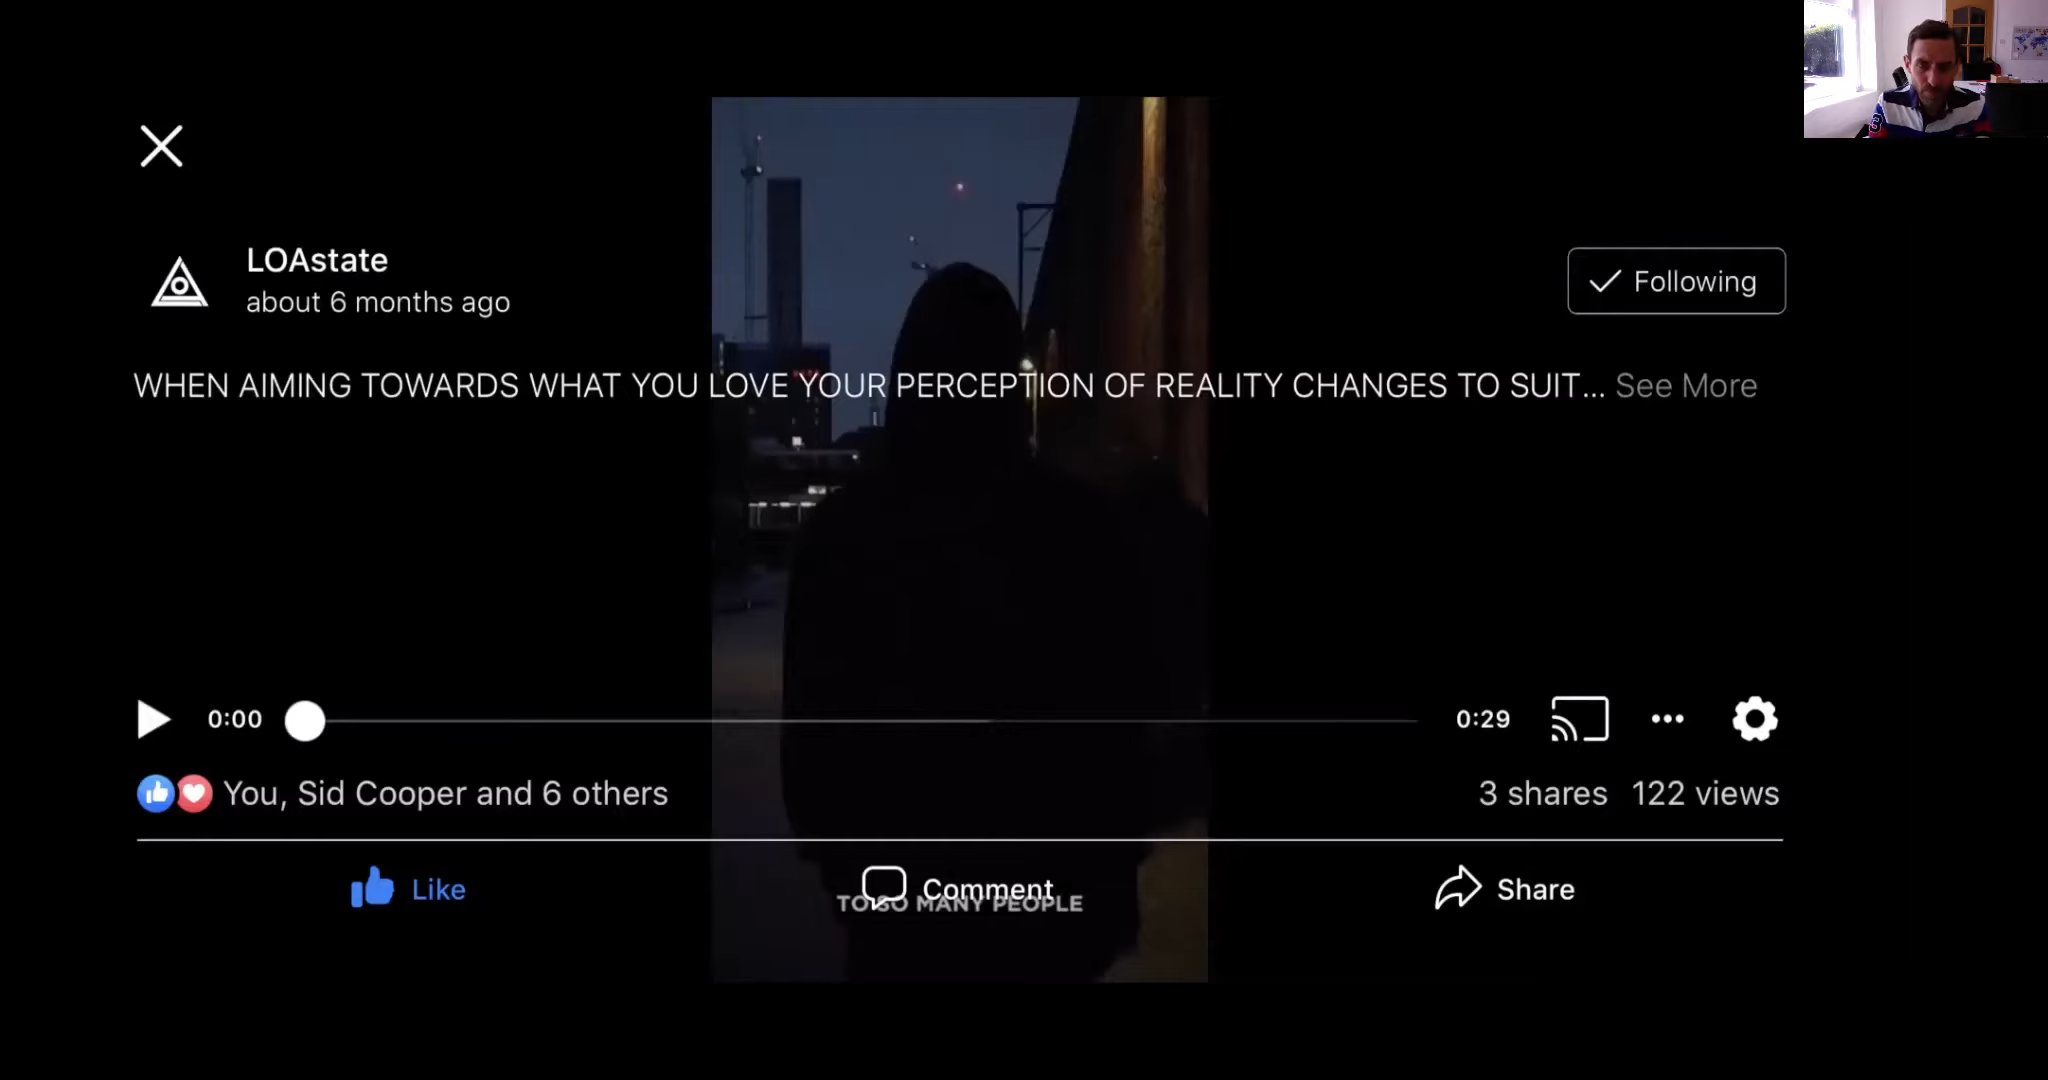 LOAstate
about 6 months ago
Following
WHEN AIMING TOWARDS WHAT YOU LOVE YOUR PERCEPTION OF REALITY CHANGES TO SUIT... See More
0:00
0:29
You, Sid Cooper and 6 others
3 shares 122 views
Like
Comment
Share
TO SO MANY PEOPLE